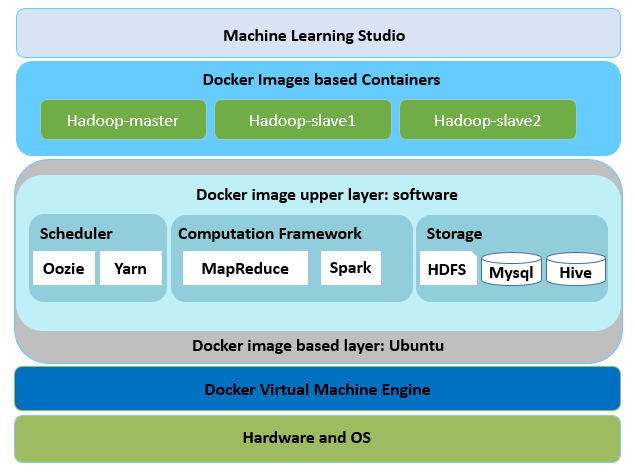 Machine Learning Studio
Docker Images based Containers
Hadoop-master
Hadoop-slave1
Hadoop-slave2
Docker image upper layer: software
Scheduler
Oozie
Yarn
Computation Framework
MapReduce
Spark
Storage
HDFS
Mysql
Hive
Docker image based layer: Ubuntu
Docker Virtual Machine Engine
Hardware and OS